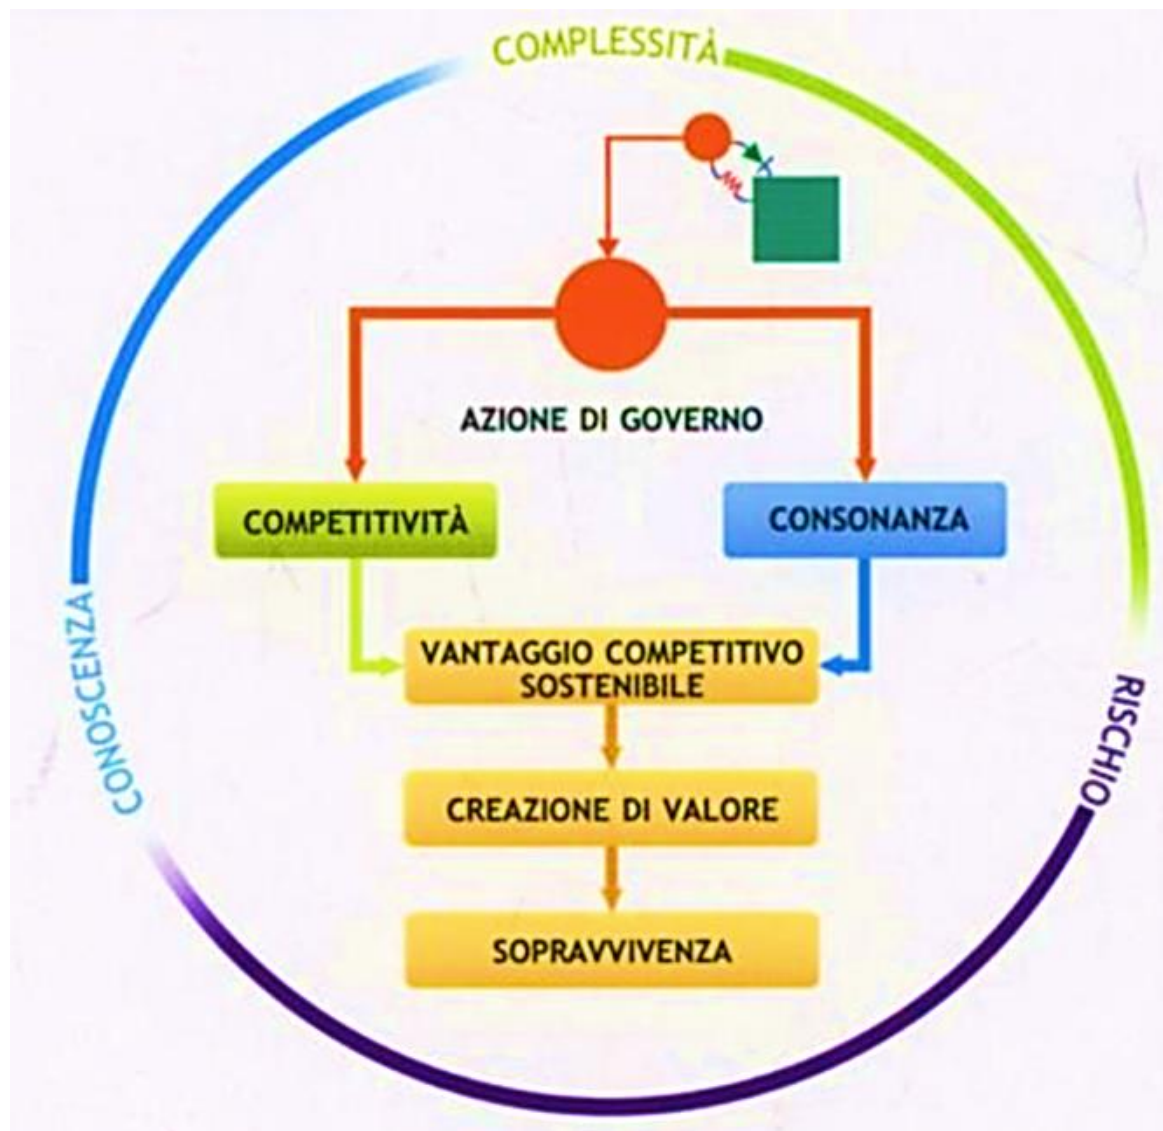 COMPLESSITÀ
AZIONE DI GOVERNO
COMPETITIVITÀ
CONSONANZA
VANTAGGIO COMPETITIVO
SOSTENIBILE
CONOSCENZA
RISCHIO
CREAZIONE DI VALORE
SOPRAVVIVENZA